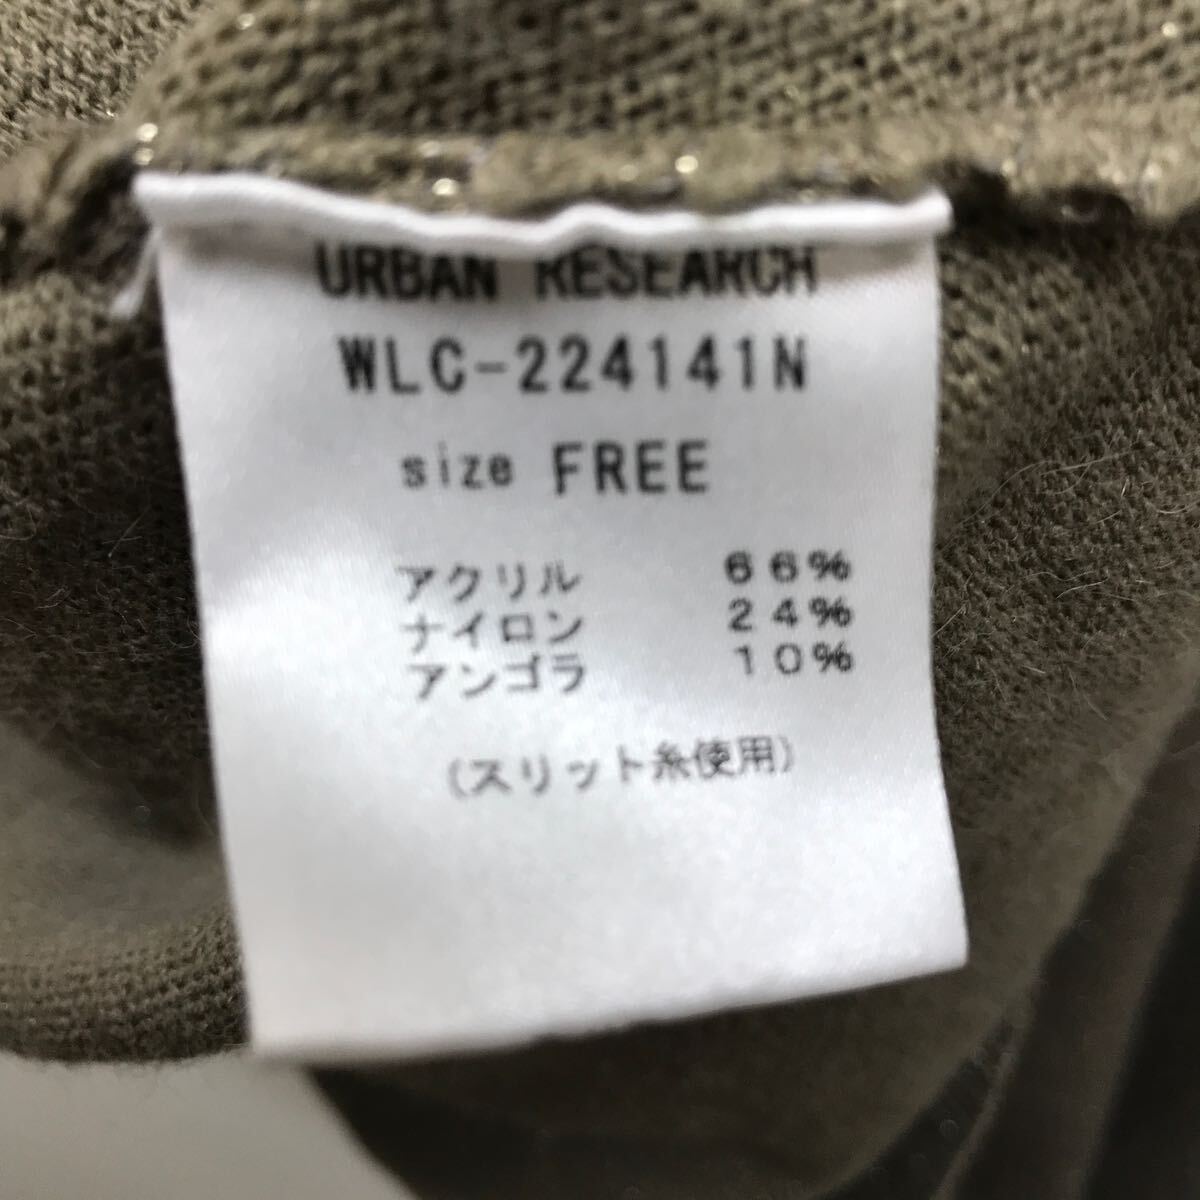 URBAN RESEARCH
WLC-224141N
size FREE
アクリル 66%
ナイロン 24%
アンゴラ 10%
(スリット糸使用)